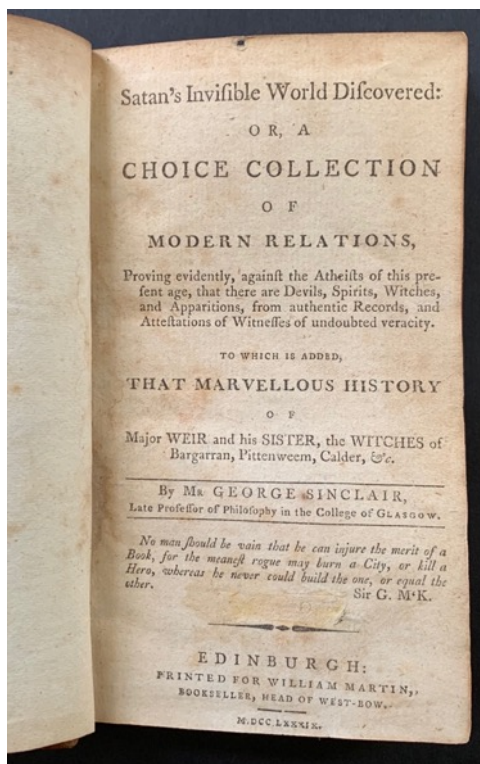 Satan's Inviſible World Diſcovered:
OR, A
CHOICE COLLECTION
OF
MODERN RELATIONS,
Proving evidently, againſt the Atheiſts of this pre-
ſent age, that there are Devils, Spirits, Witches,
and Apparitions, from authentic Records, and
Atteſtations of Witneſſes of undoubted veracity.
TO WHICH IS ADDED,
THAT MARVELLOUS HISTORY
OF
Major WEIR and his SISTER, the WITCHES of
Bargarran, Pittenweem, Calder, &c.
By Mr GEORGE SINCLAIR,
Late Profeſſor of Philoſophy in the College of GLASGOW.
No man ſhould be vain that he can injure the merit of a
Book, for the meaneſt rogue may burn a City, or kill a
Hero, whereas he never could build the one, or equal the
other.
Sir G. M'K.
EDINBURGH:
PRINTED FOR WILLIAM MARTIN,
BOOKSELLER, HEAD OF WEST-BOW.
M.DCC.LXXXIX.